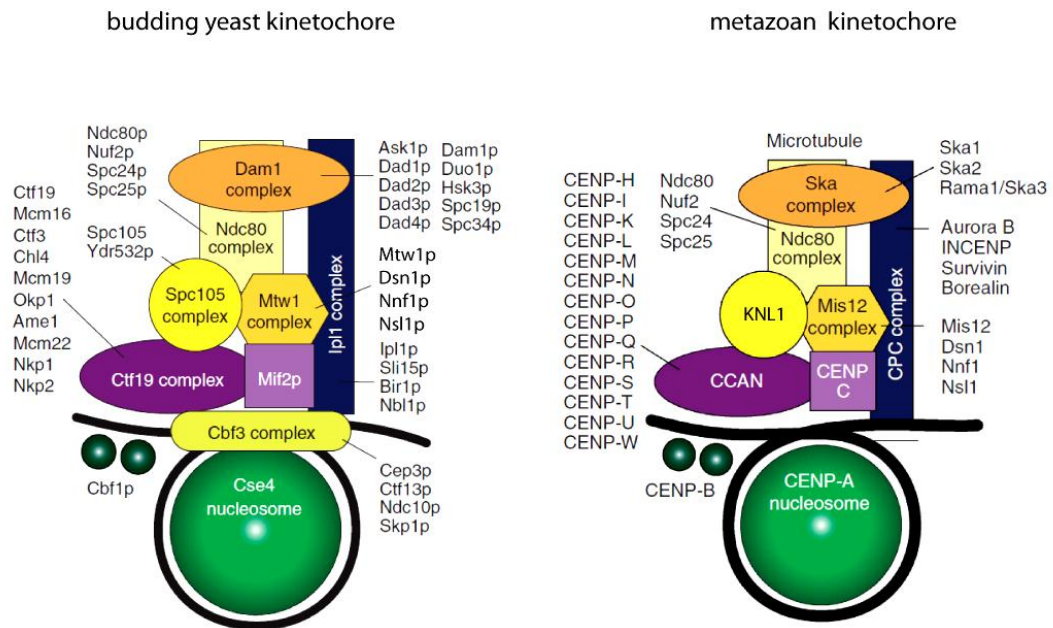 budding yeast kinetochore
metazoan kinetochore
Ndc80p
Nuf2p
Spc24p
Spc25p
Spc105
Ydr532p
Ctf19
Mcm16
Ctf3
Chl4
Mcm19
Okp1
Ame1
Mcm22
Nkp1
Nkp2
Dam1
complex
Ndc80
complex
Spc105
complex
Mtw1
complex
Ipl1 complex
Ctf19 complex
Mif2p
Cbf3 complex
Cbf1p
Cse4
nucleosome
Ask1p
Dad1p
Dad2p
Dad3p
Dad4p
Dam1p
Duo1p
Hsk3p
Spc19p
Spc34p
Mtw1p
Dsn1p
Nnf1p
Nsl1p
Ipl1p
Sli15p
Bir1p
Nbl1p
Cep3p
Ctf13p
Ndc10p
Skp1p
CENP-H
CENP-I
CENP-K
CENP-L
CENP-M
CENP-N
CENP-O
CENP-P
CENP-Q
CENP-R
CENP-S
CENP-T
CENP-U
CENP-W
Ndc80
Nuf2
Spc24
Spc25
Microtubule
Ska
complex
Ndc80
complex
KNL1
Mis12
complex
CPC complex
CCAN
CENP
C
CENP-B
CENP-A
nucleosome
Ska1
Ska2
Rama1/Ska3
Aurora B
INCENP
Survivin
Borealin
Mis12
Dsn1
Nnf1
Nsl1